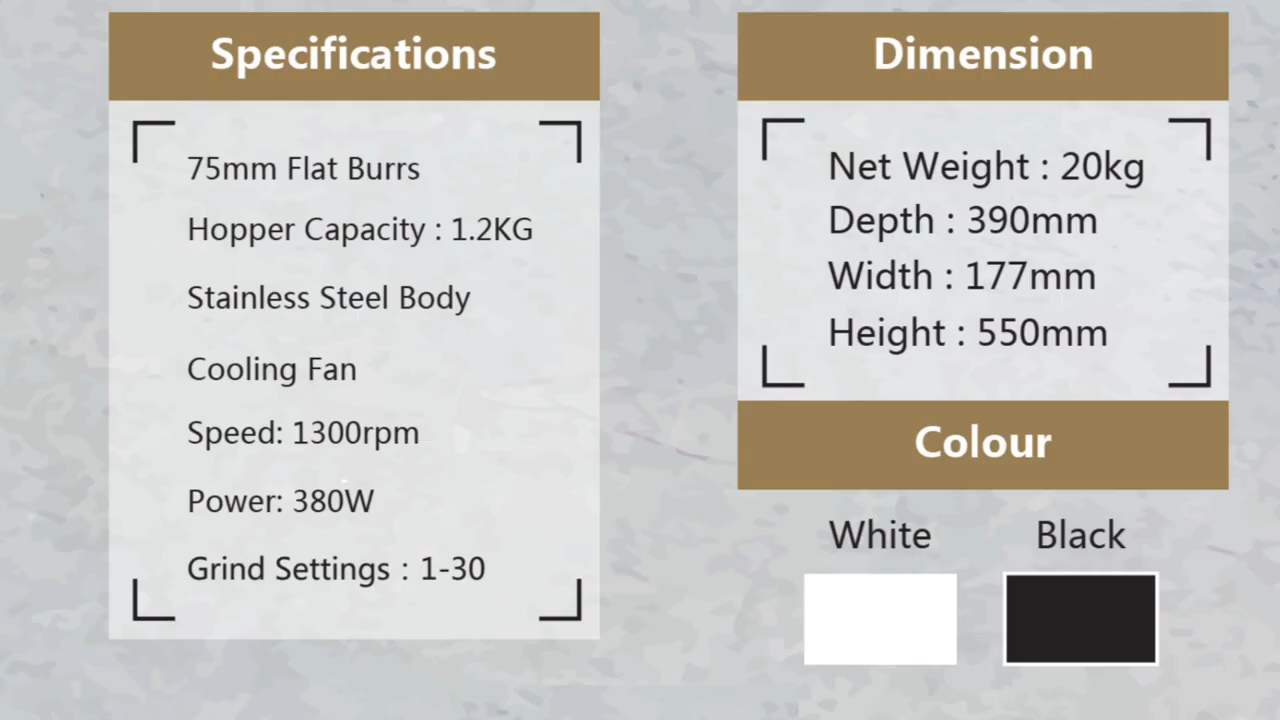 Specifications
75mm Flat Burrs
Hopper Capacity : 1.2KG
Stainless Steel Body
Cooling Fan
Speed: 1300rpm
Power: 380W
Grind Settings : 1-30
Dimension
Net Weight : 20kg
Depth : 390mm
Width : 177mm
Height : 550mm
Colour
White Black